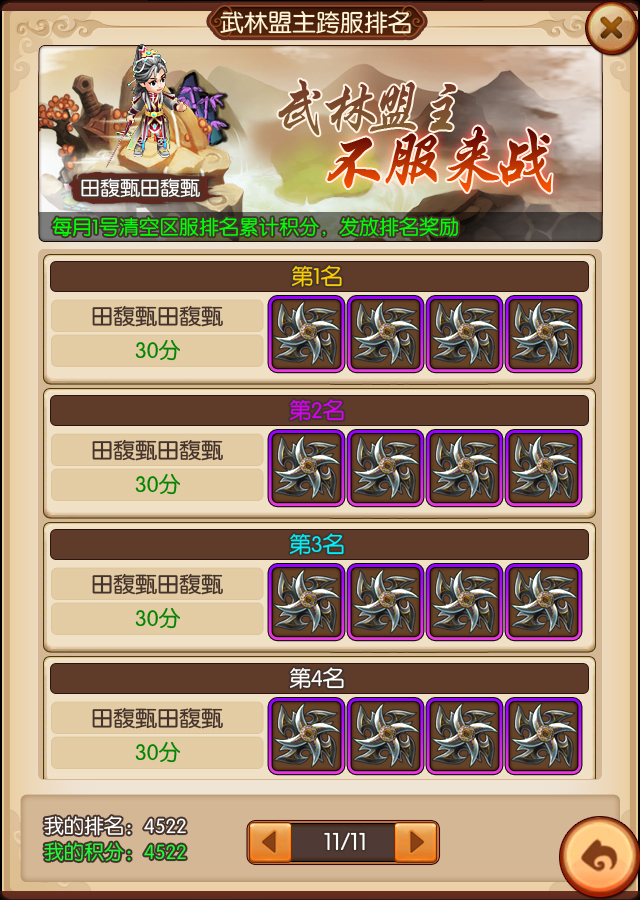 武林盟主跨服排名
武林盟主
不服来战
田馥甄田馥甄
每月1号清空区服排名累计积分，发放排名奖励
第1名
田馥甄田馥甄
30分
第2名
田馥甄田馥甄
30分
第3名
田馥甄田馥甄
30分
第4名
田馥甄田馥甄
30分
我的排名：4522
我的积分：4522
11/11